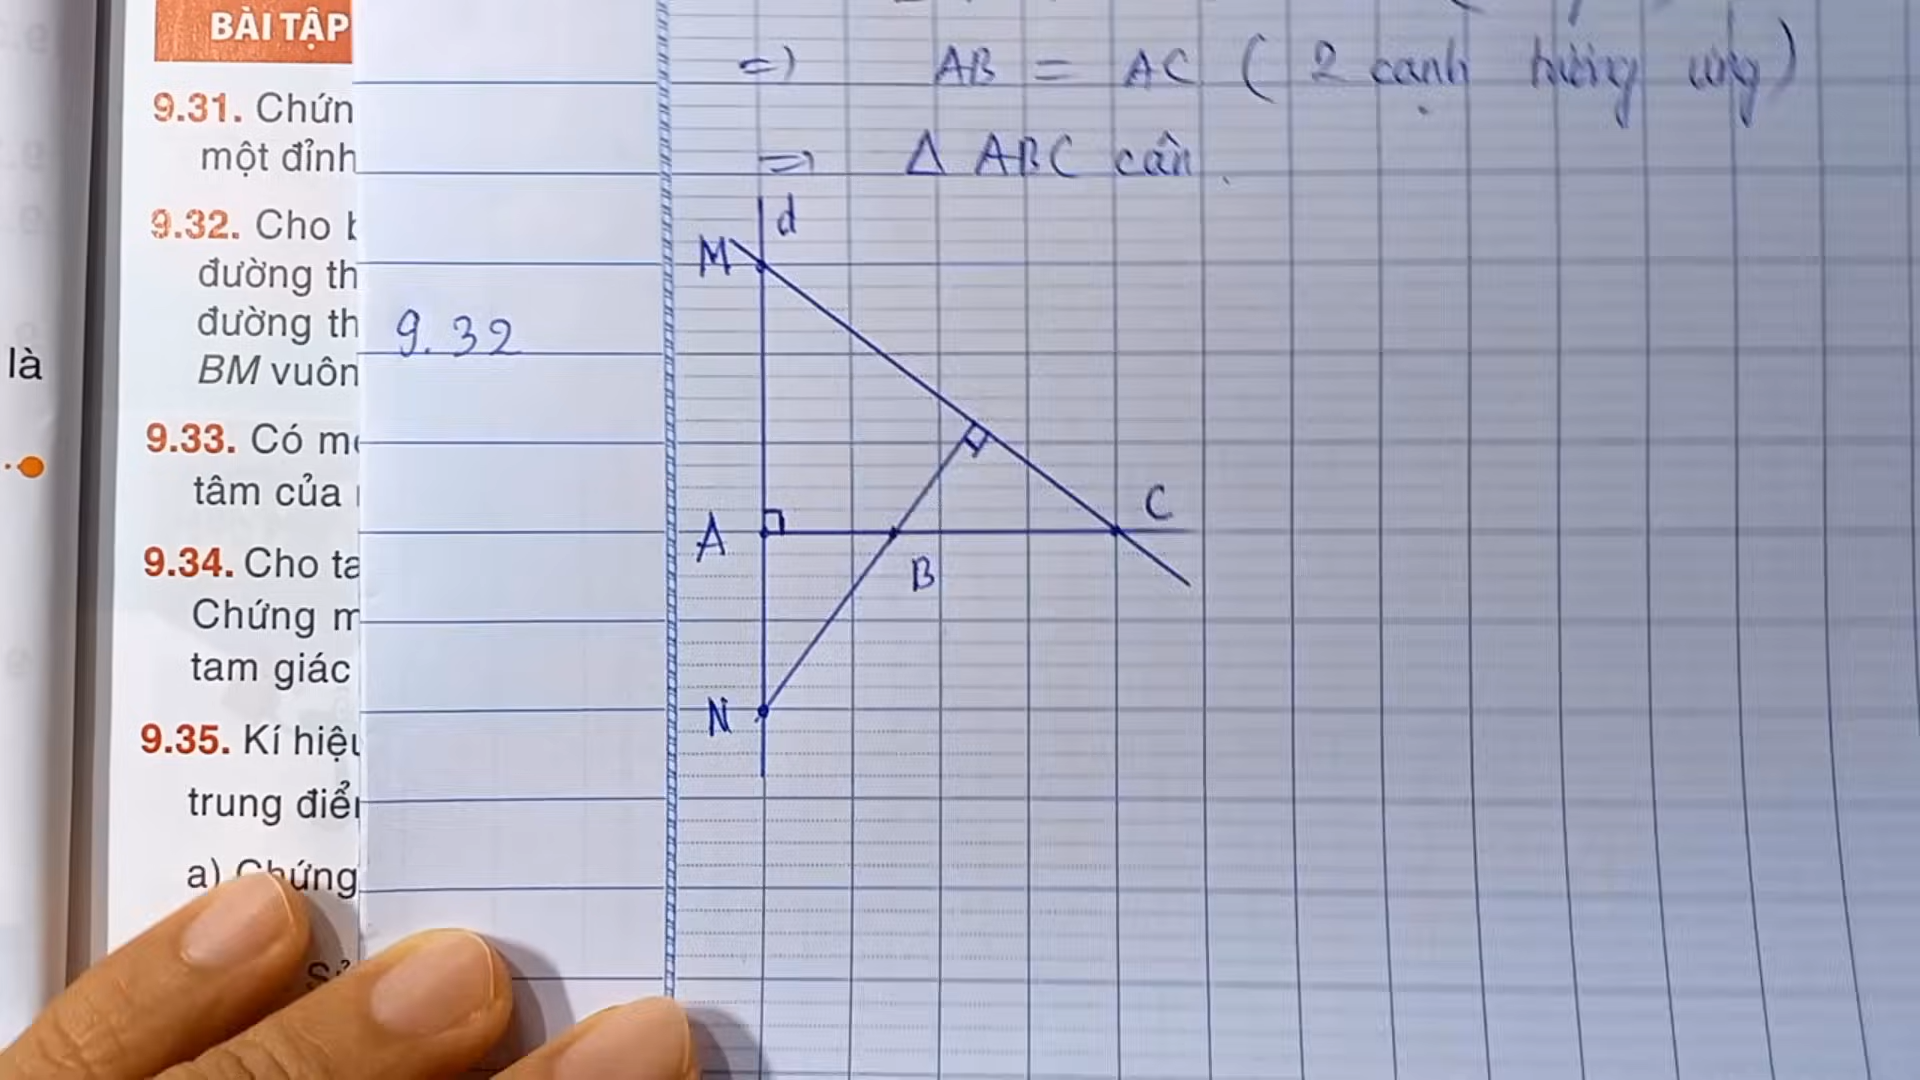 BÀI TẬP
9.31. Chứn
một đỉnh
9.32. Cho
đường th
đường th
BM vuôn
9.33. Có m
tâm của
9.34. Cho ta
Chứng m
tam giác
9.35. Kí hiệu
trung điể
a) Chứng
là
9.32
=> AB = AC (2 cạnh tương ứng)
=> Δ ABC cân.
d
M
C
A
B
N